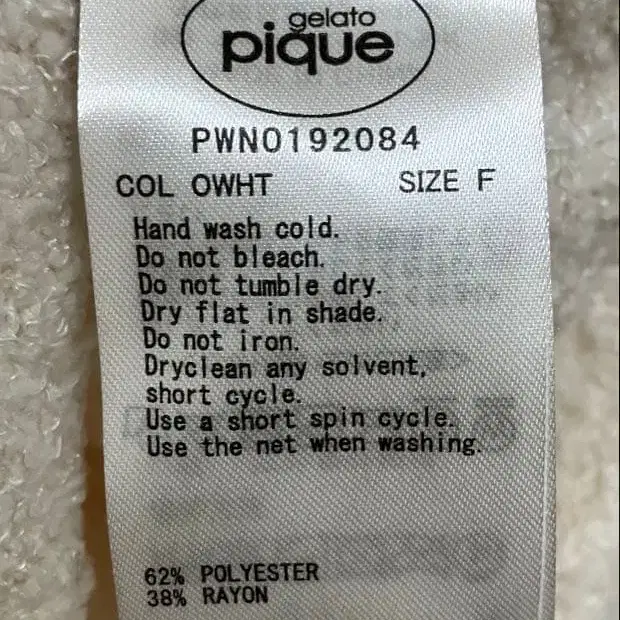 gelato
pique
PWNO192084
COL OWHT SIZE F
Hand wash cold.
Do not bleach.
Do not tumble dry.
Dry flat in shade.
Do not iron.
Dryclean any solvent,
short cycle.
Use a short spin cycle.
Use the net when washing.
62% POLYESTER
38% RAYON